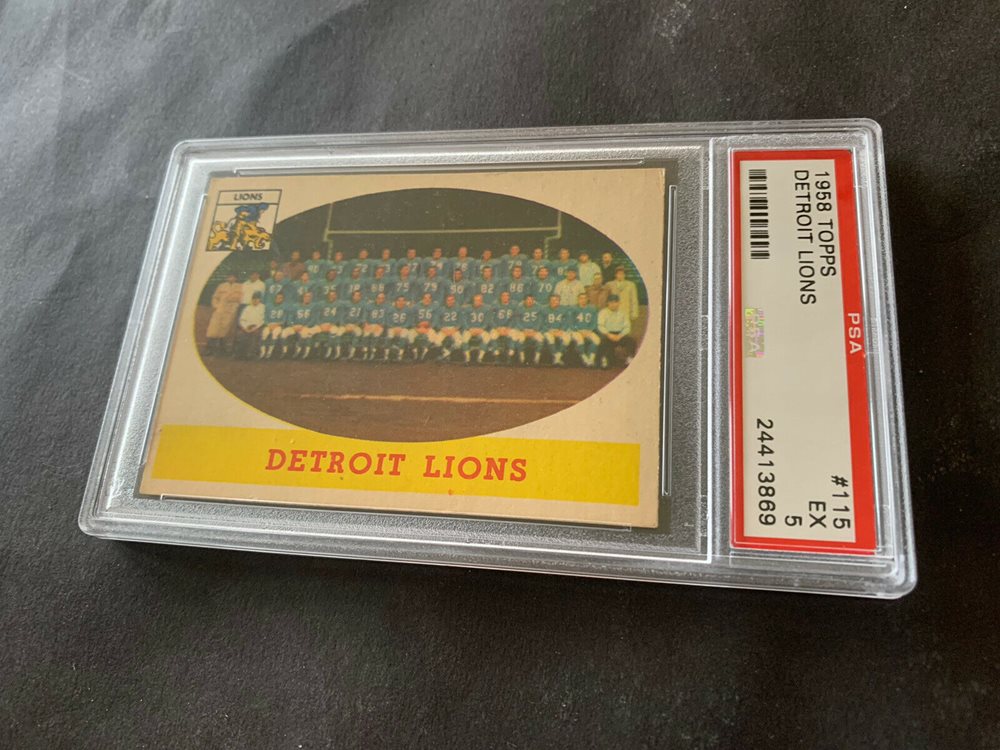 LIONS
DETROIT LIONS
1958 TOPPS
DETROIT LIONS
PSA
#115
EX
5
24413869